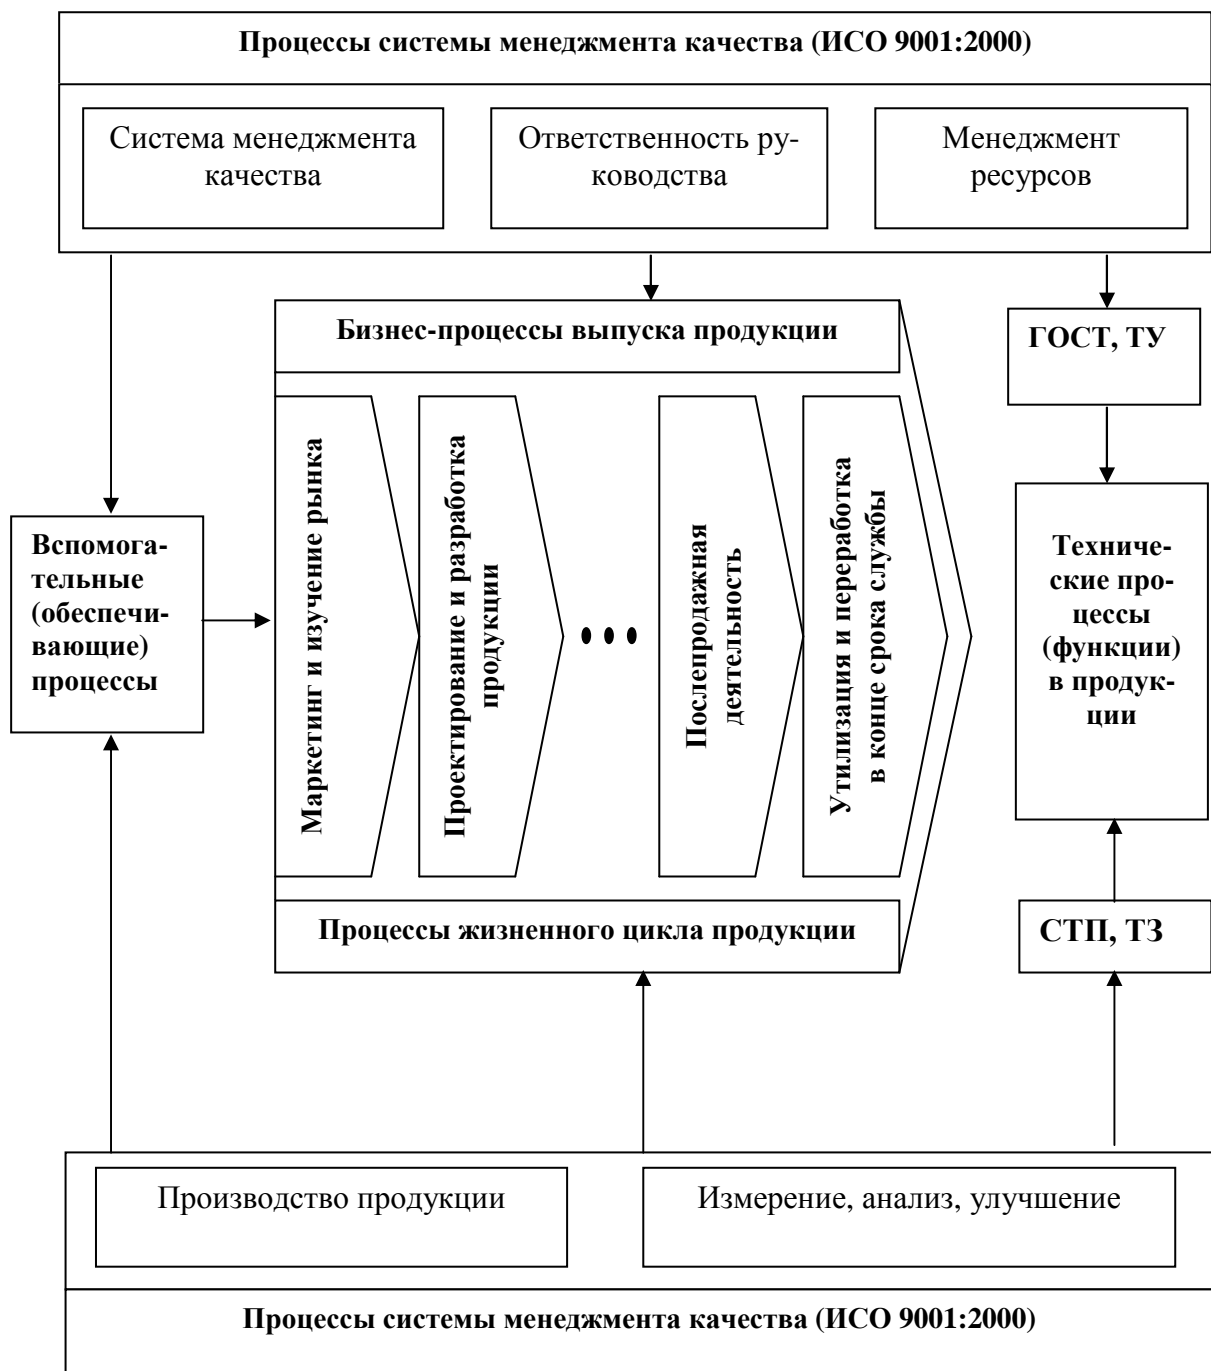 Процессы системы менеджмента качества (ИСО 9001:2000)
Система менеджмента
качества
Ответственность ру-
ководства
Менеджмент
ресурсов
Бизнес-процессы выпуска продукции
ГОСТ, ТУ
Вспомога-
тельные
(обеспечи-
вающие)
процессы
Маркетинг и изучение рынка
Проектирование и разработка
продукции
Послепродажная
деятельность
Утилизация и переработка
в конце срока службы
Техниче-
ские про-
цессы
(функции)
в продук-
ции
Процессы жизненного цикла продукции
СТП, ТЗ
Производство продукции
Измерение, анализ, улучшение
Процессы системы менеджмента качества (ИСО 9001:2000)